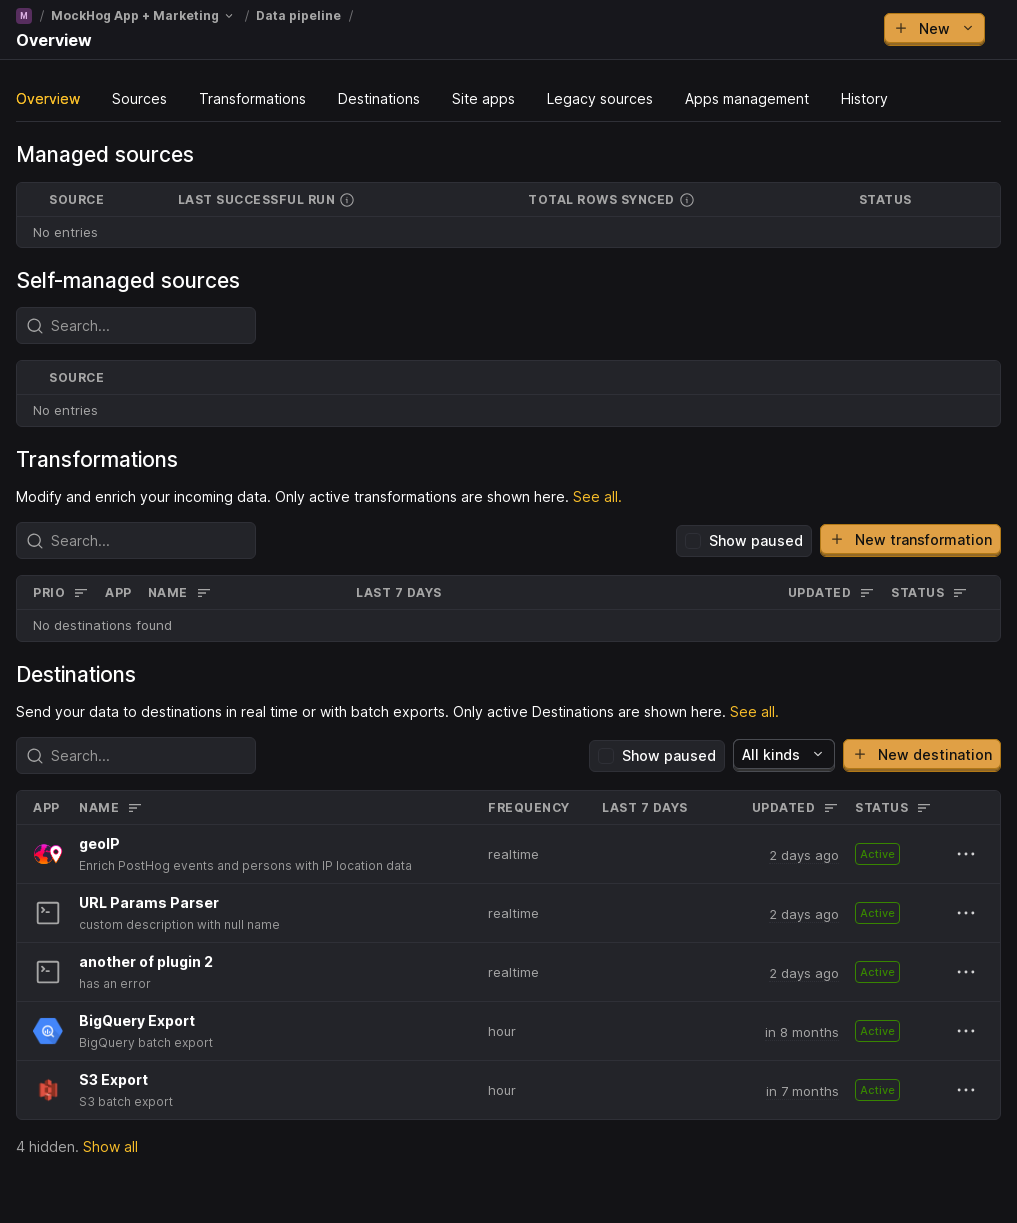 M / MockHog App + Marketing / Data pipeline /
Overview
New
Overview Sources Transformations Destinations Site apps Legacy sources Apps management History
Managed sources
SOURCE LAST SUCCESSFUL RUN TOTAL ROWS SYNCED STATUS
No entries
Self-managed sources
Search...
SOURCE
No entries
Transformations
Modify and enrich your incoming data. Only active transformations are shown here. See all.
Search... Show paused New transformation
PRIO APP NAME LAST 7 DAYS UPDATED STATUS
No destinations found
Destinations
Send your data to destinations in real time or with batch exports. Only active Destinations are shown here. See all.
Search... Show paused All kinds New destination
APP NAME FREQUENCY LAST 7 DAYS UPDATED STATUS
geoIP
Enrich PostHog events and persons with IP location data
realtime 2 days ago Active
URL Params Parser
custom description with null name
realtime 2 days ago Active
another of plugin 2
has an error
realtime 2 days ago Active
BigQuery Export
BigQuery batch export
hour in 8 months Active
S3 Export
S3 batch export
hour in 7 months Active
4 hidden. Show all